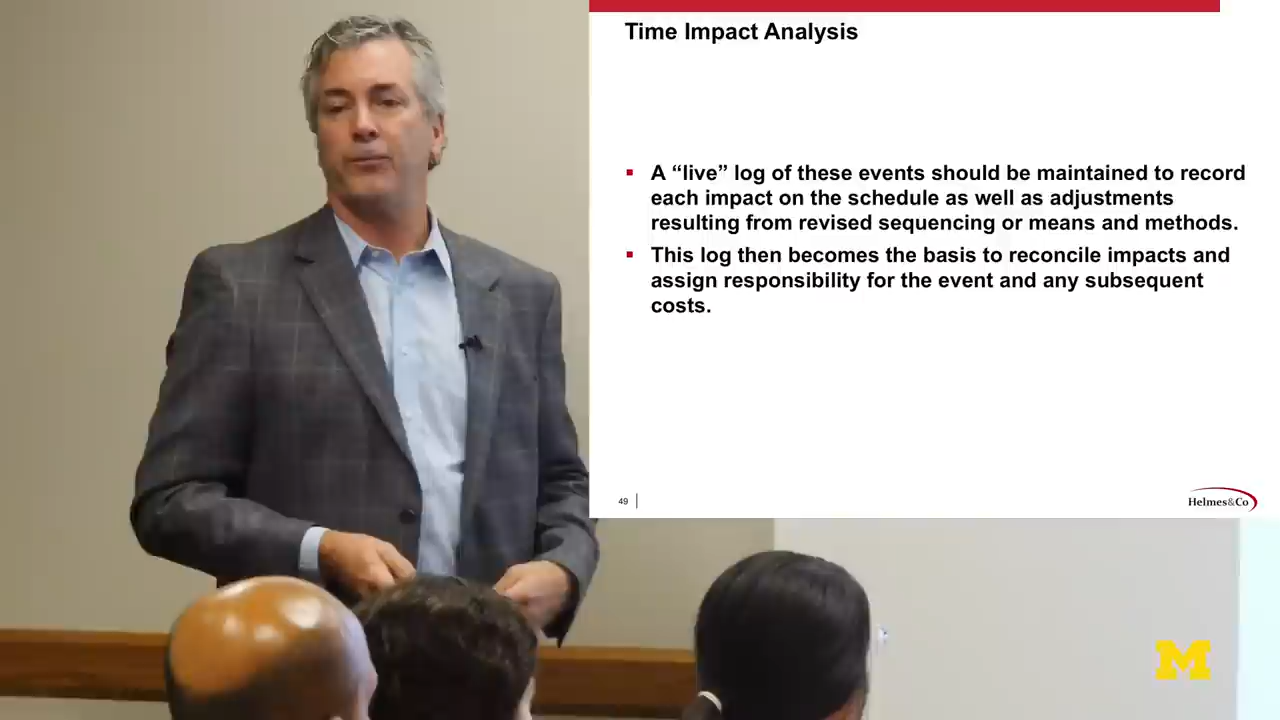 Time Impact Analysis
▪ A “live” log of these events should be maintained to record
each impact on the schedule as well as adjustments
resulting from revised sequencing or means and methods.
▪ This log then becomes the basis to reconcile impacts and
assign responsibility for the event and any subsequent
costs.
49
Helmes&Co
M